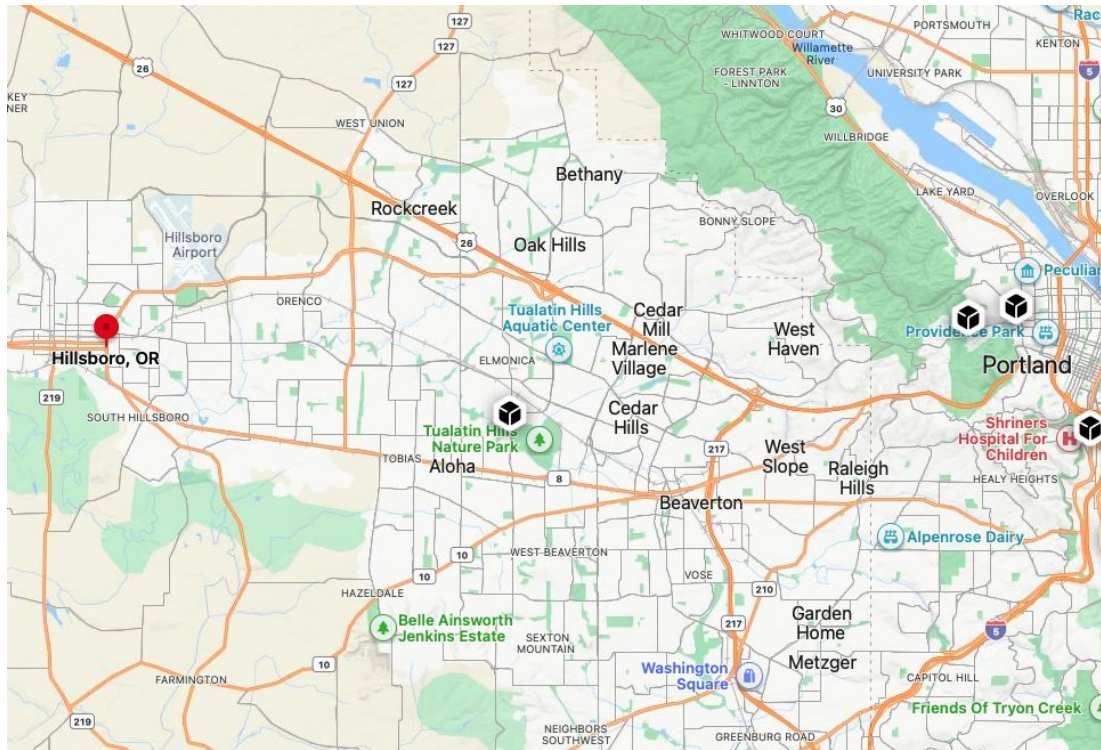 127
WHITWOOD COURT
PORTSMOUTH
Rac
127
Willamette
River
KENTON
26
FOREST PARK
- LINNTON
UNIVERSITY PARK
5
KEY
NER
127
30
WEST UNION
WILLBRIDGE
Bethany
LAKE YARD
OVERLOOK
Rockcreek
BONNY SLOPE
Hillsboro
Airport
26
Oak Hills
Peculiar
ORENCO
Tualatin Hills
Aquatic Center
Cedar
Mill
West
Haven
Providence Park
Hillsboro, OR
ELMONICA
Marlene
Village
Portland
219
SOUTH HILLSBORO
Cedar
Hills
Tualatin Hills
Nature Park
217
West
Slope
Shriners
Hospital For
Children
H
TOBIAS
Aloha
8
Raleigh
Hills
HEALY HEIGHTS
Beaverton
10
WEST BEAVERTON
Alpenrose Dairy
10
VOSE
HAZELDALE
210
Belle Ainsworth
Jenkins Estate
217
Garden
Home
5
SEXTON
MOUNTAIN
10
Washington
Square
Metzger
FARMINGTON
CAPITOL HILL
219
NEIGHBORS
SOUTHWEST
GREENBURG ROAD
Friends Of Tryon Creek